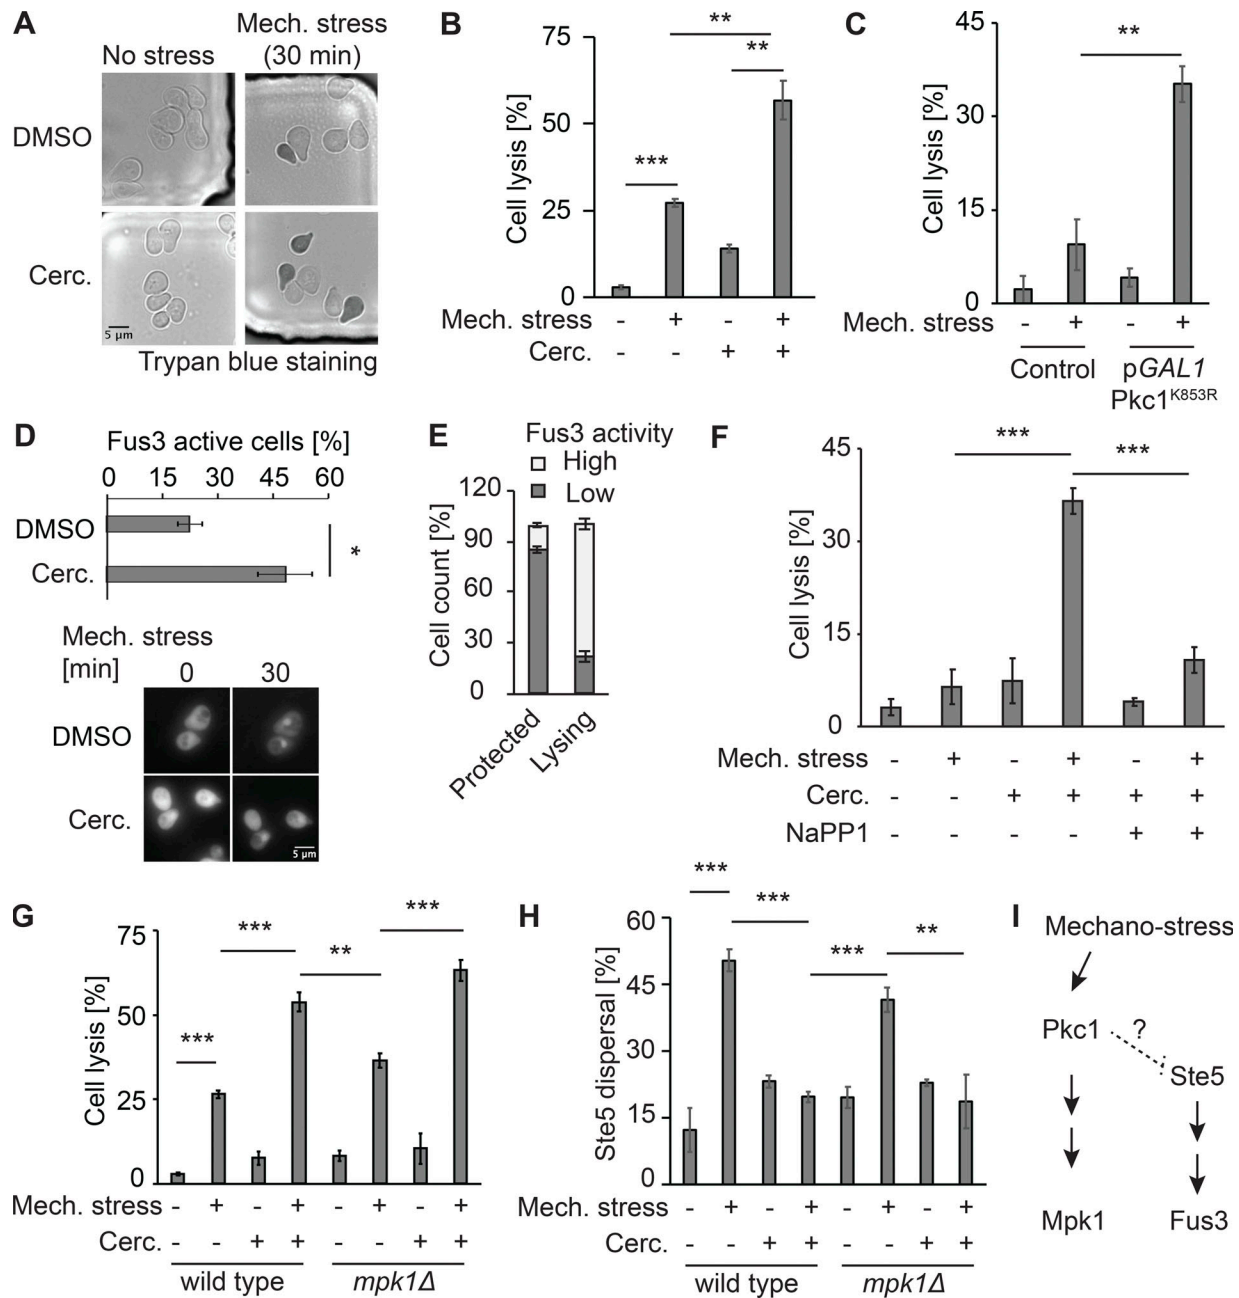 A
No stress
Mech. stress
(30 min)
DMSO
Cerc.
5 µm
Trypan blue staining
B
Cell lysis [%]
75
50
25
0
**
**
***
Mech. stress - + - +
Cerc. - - + +
C
Cell lysis [%]
45
30
15
0
**
Mech. stress - + - +
Control
pGAL1
Pkc1K853R
D
Fus3 active cells [%]
0 15 30 45 60
DMSO
Cerc.
*
Mech. stress
[min] 0 30
DMSO
Cerc.
5 µm
E
Fus3 activity
High
Low
Cell count [%]
120
90
60
30
0
Protected
Lysing
F
Cell lysis [%]
45
30
15
0
***
***
Mech. stress - + - + - +
Cerc. - - + + + +
NaPP1 - - - - + +
G
Cell lysis [%]
75
50
25
0
***
***
**
***
Mech. stress - + - + - + - +
Cerc. - - + + - - + +
wild type
mpk1Δ
H
Ste5 dispersal [%]
60
45
30
15
0
***
***
***
**
Mech. stress - + - + - + - +
Cerc. - - + + - - + +
wild type
mpk1Δ
I
Mechano-stress
Pkc1
?
Ste5
Mpk1
Fus3